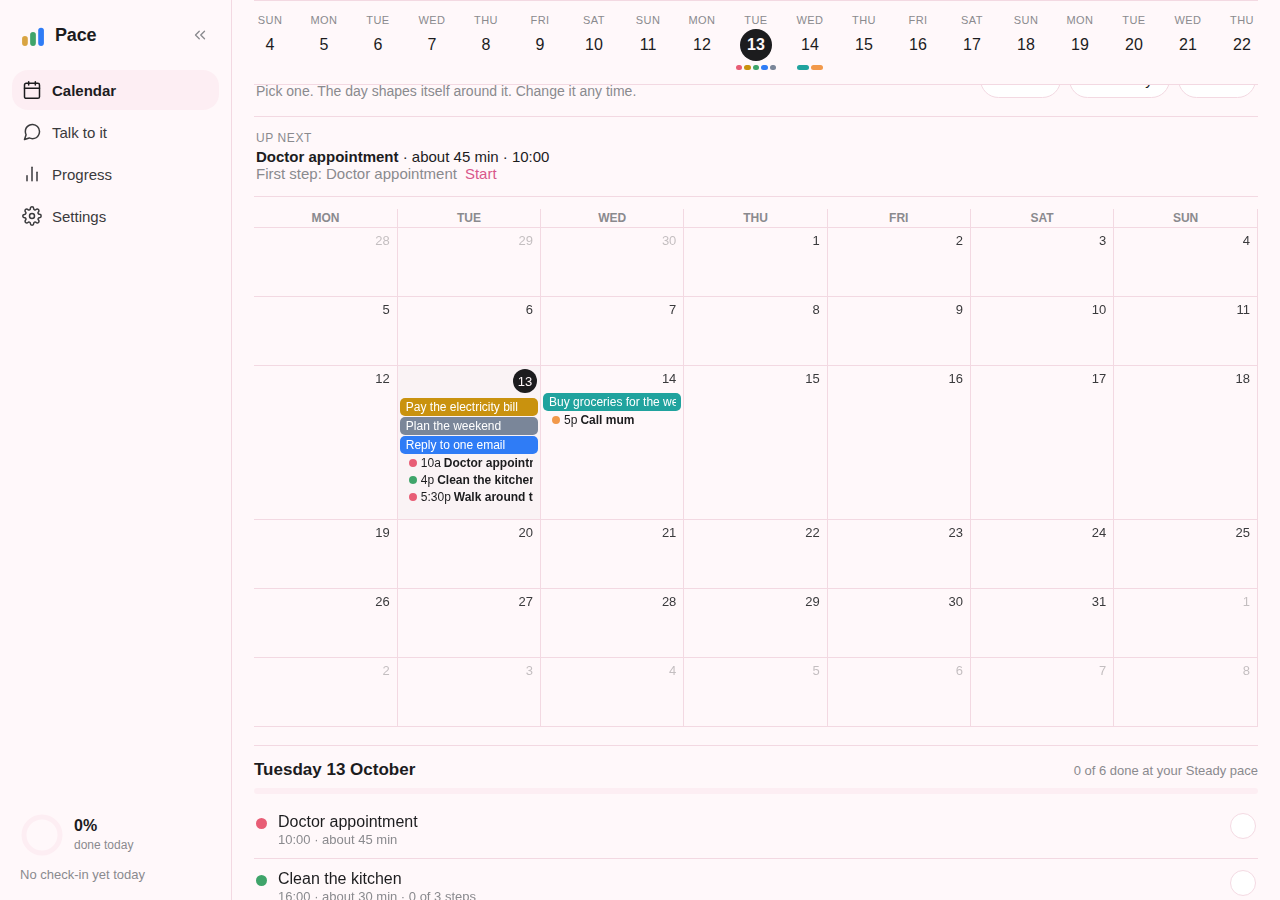 Pace
Calendar
Talk to it
Progress
Settings
0%
done today
No check-in yet today
SUN MON TUE WED THU FRI SAT SUN MON TUE WED THU FRI SAT SUN MON TUE WED THU
4 5 6 7 8 9 10 11 12 13 14 15 16 17 18 19 20 21 22
Pick one. The day shapes itself around it. Change it any time.
UP NEXT
Doctor appointment · about 45 min · 10:00
First step: Doctor appointment Start
MON TUE WED THU FRI SAT SUN
28 29 30 1 2 3 4
5 6 7 8 9 10 11
12 13 14 15 16 17 18
Pay the electricity bill
Plan the weekend
Reply to one email
10a Doctor appoint
4p Clean the kitchen
5:30p Walk around t
Buy groceries for the we
5p Call mum
19 20 21 22 23 24 25
26 27 28 29 30 31 1
2 3 4 5 6 7 8
Tuesday 13 October
0 of 6 done at your Steady pace
Doctor appointment
10:00 · about 45 min
Clean the kitchen
16:00 · about 30 min · 0 of 3 steps